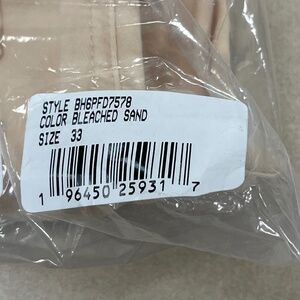 STYLE BH6PFD7578
COLOR BLEACHED SAND
SIZE 33
1 96450 25931 7